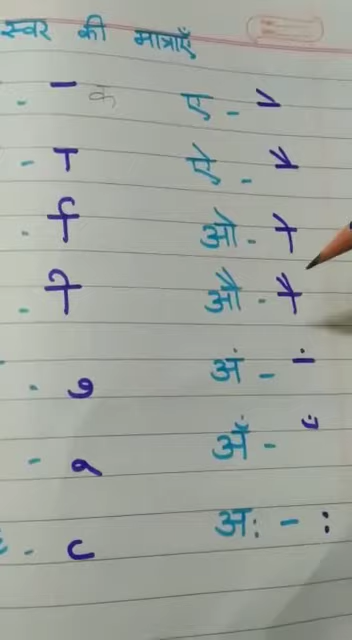 स्वर की मात्राएँ
- – क ए - े
- ा ऐ - ै
- ि ओ - ो
- ी औ - ौ
- ु अं - ं
- ू अँ - ँ
- ृ अः - ः